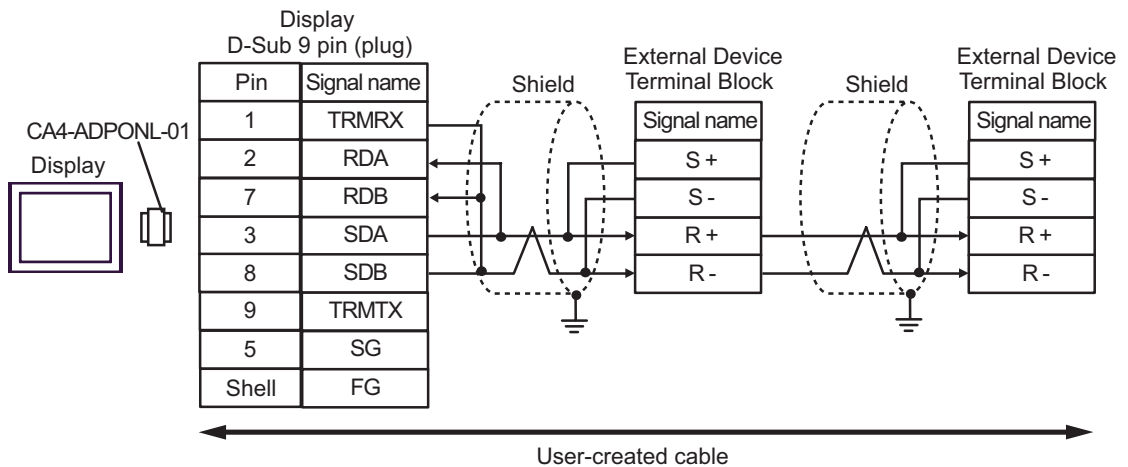 Display
D-Sub 9 pin (plug)
Pin Signal name
1 TRMRX
2 RDA
7 RDB
3 SDA
8 SDB
9 TRMTX
5 SG
Shell FG
CA4-ADPONL-01
Display
Shield
External Device
Terminal Block
Signal name
S +
S -
R +
R -
Shield
External Device
Terminal Block
Signal name
S +
S -
R +
R -
User-created cable